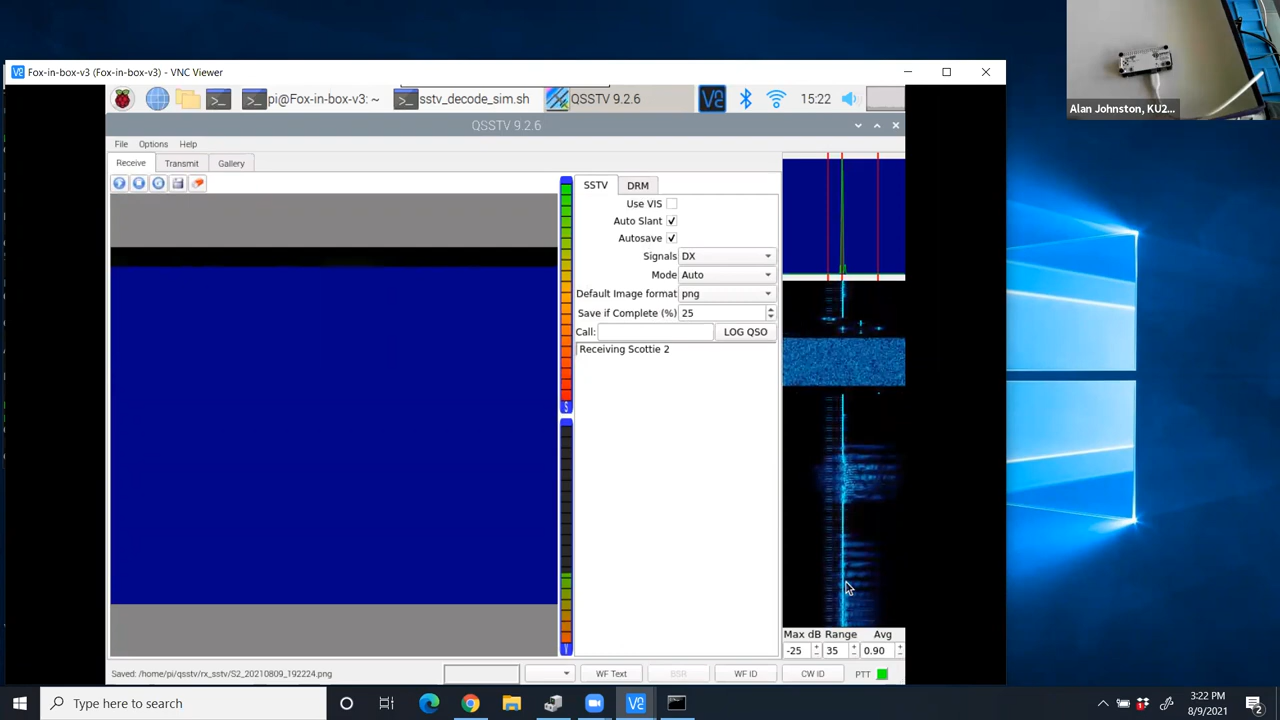 Fox-in-box-v3 (Fox-in-box-v3) - VNC Viewer
Alan Johnston, KU2...
pi@Fox-in-box-v3: ~
sstv_decode_sim.sh
QSSTV 9.2.6
15:22
QSSTV 9.2.6
File Options Help
Receive Transmit Gallery
SSTV DRM
Use VIS
Auto Slant
Autosave
Signals DX
Mode Auto
Default Image format png
Save if Complete (%) 25
Call: LOG QSO
Receiving Scottie 2
S
V
Max dB Range Avg
-25 35 0.90
Saved: /home/pi/qsstv/rx_sstv/S2_20210809_192224.png
WF Text BSR WF ID CW ID PTT
Type here to search
3:22 PM
8/9/2021
2